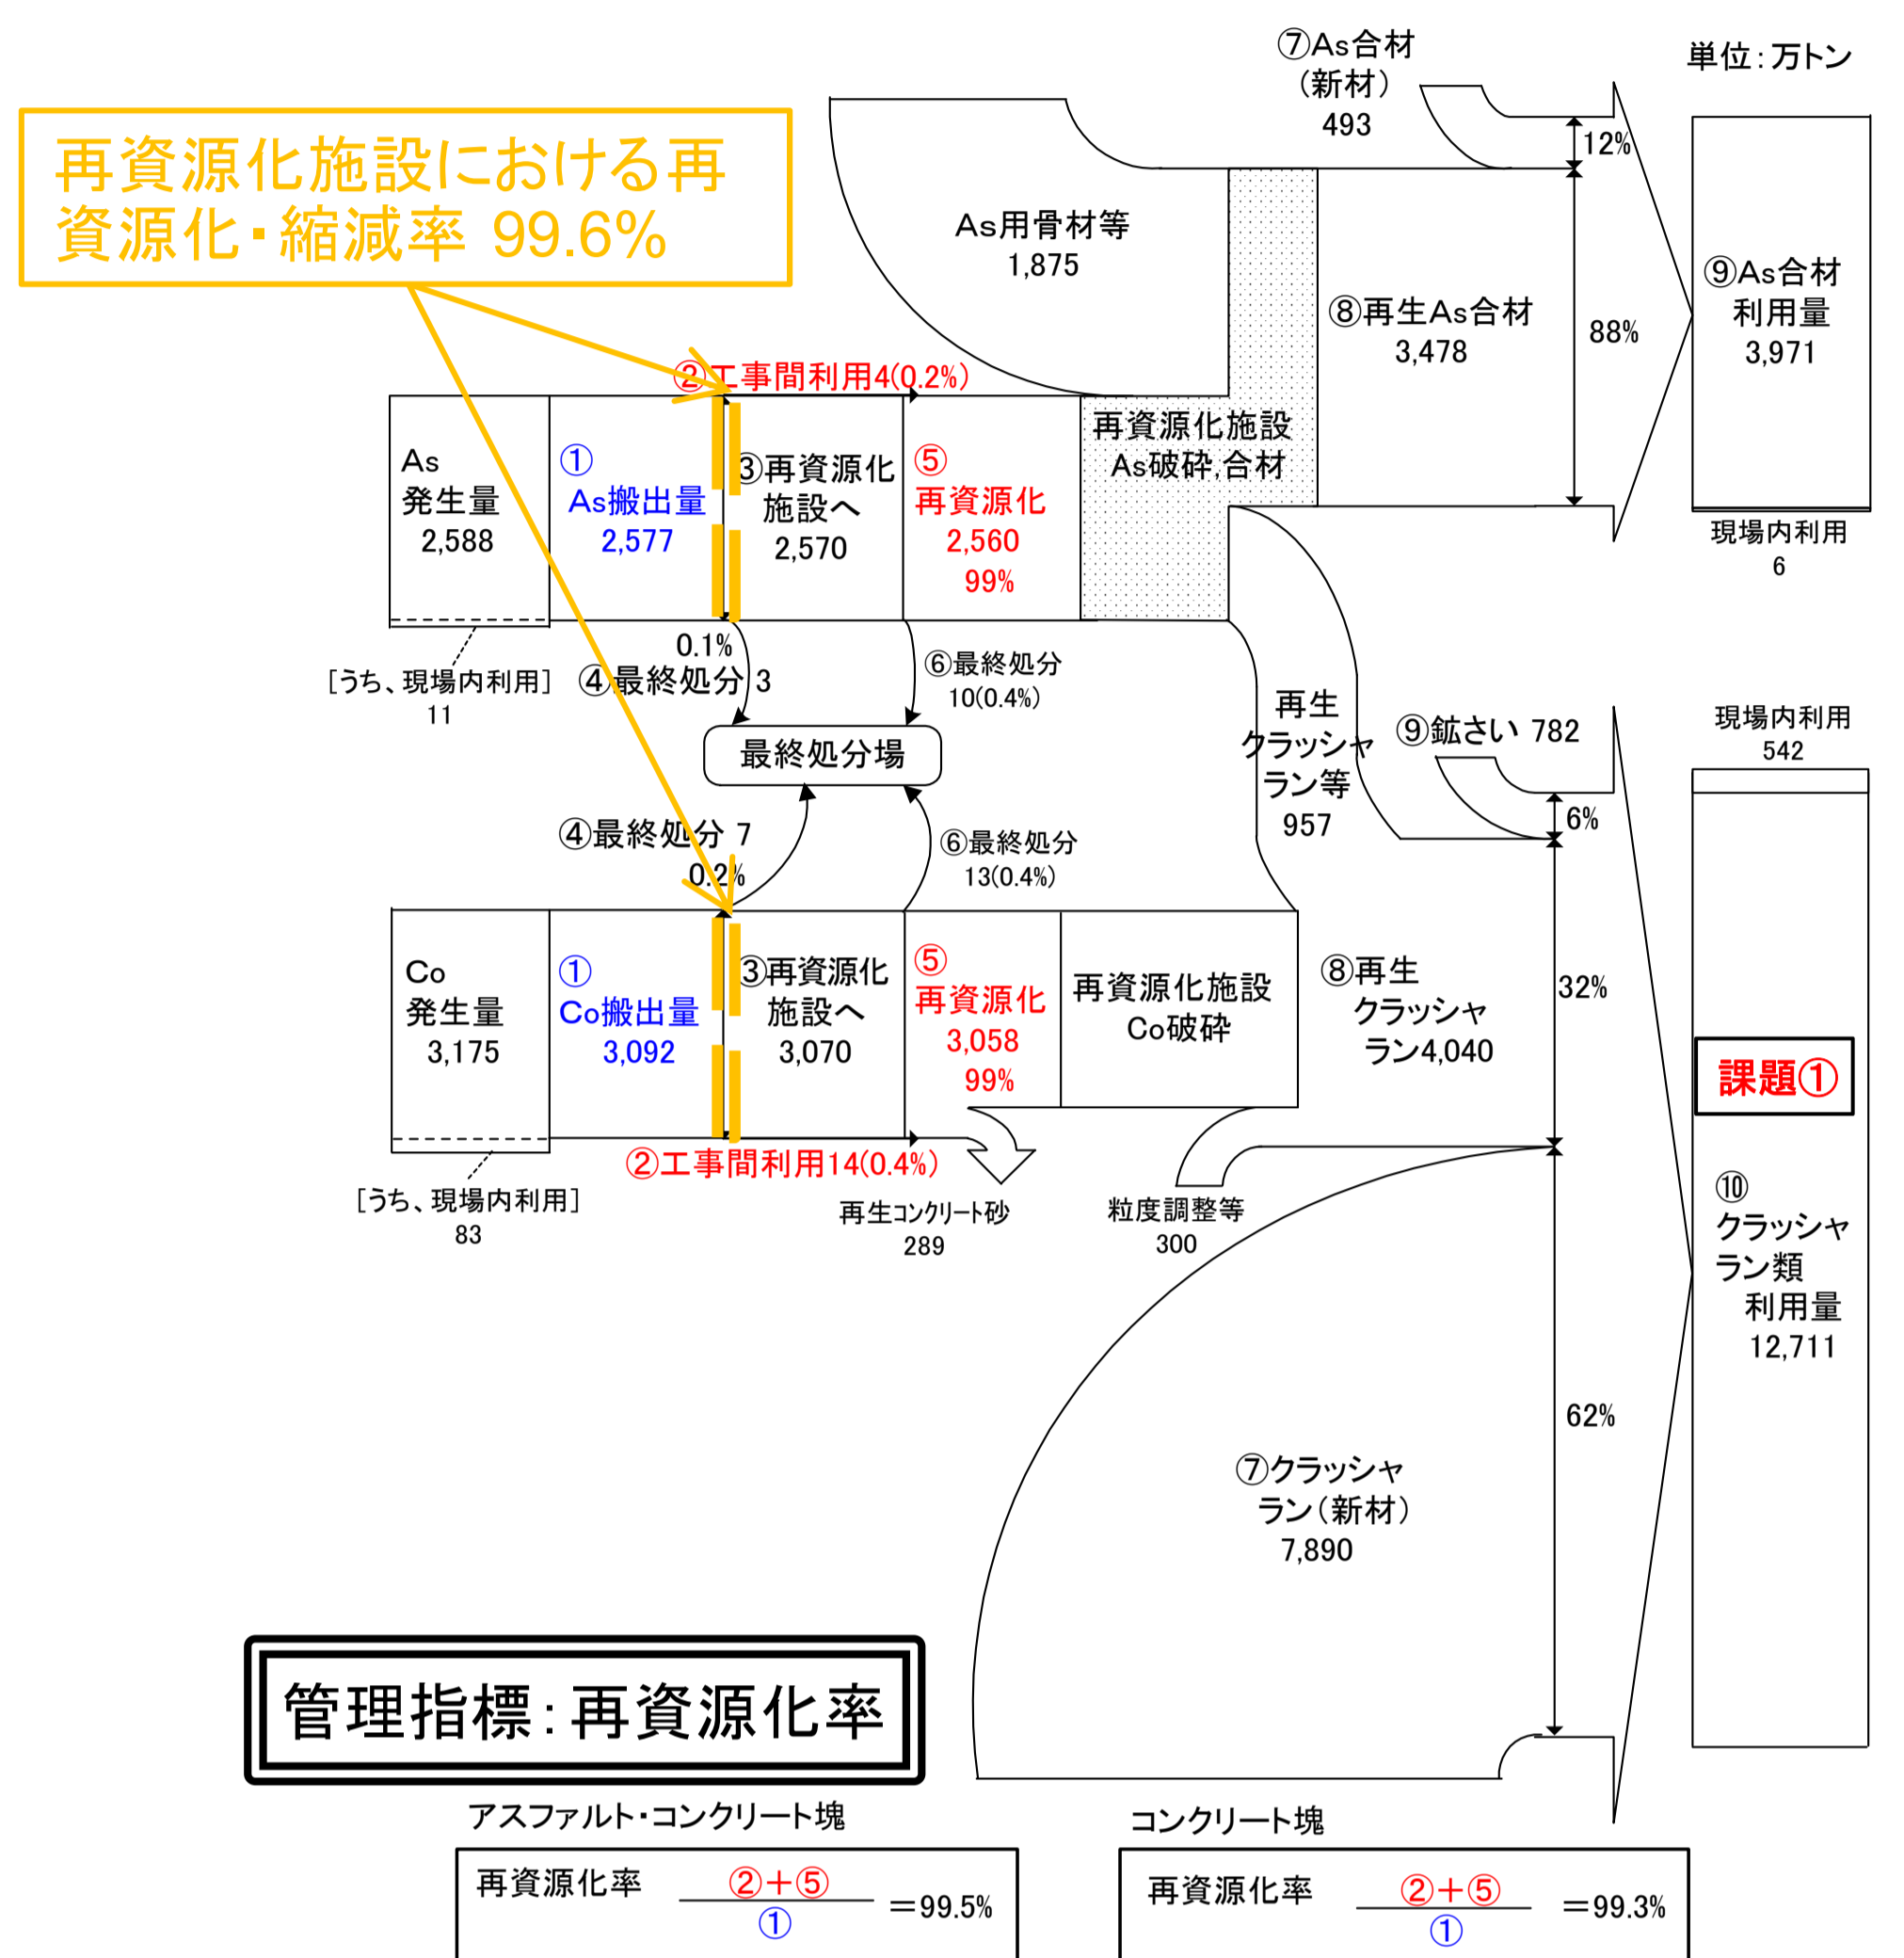 単位：万トン
再資源化施設における再
資源化・縮減率 99.6%
⑦As合材
（新材）
493
12%
As用骨材等
1,875
⑧再生As合材
3,478
88%
⑨As合材
利用量
3,971
現場内利用
6
②工事間利用4(0.2%)
As
発生量
2,588
①
As搬出量
2,577
③再資源化
施設へ
2,570
⑤
再資源化
2,560
99%
再資源化施設
As破砕,合材
[うち、現場内利用]
11
0.1%
④最終処分 3
⑥最終処分
10(0.4%)
最終処分場
再生
クラッシャ
ラン等
957
⑨鉱さい 782
6%
現場内利用
542
④最終処分 7
0.2%
⑥最終処分
13(0.4%)
Co
発生量
3,175
①
Co搬出量
3,092
③再資源化
施設へ
3,070
⑤
再資源化
3,058
99%
再資源化施設
Co破砕
⑧再生
クラッシャ
ラン4,040
32%
課題①
⑩
クラッシャ
ラン類
利用量
12,711
②工事間利用14(0.4%)
[うち、現場内利用]
83
再生コンクリート砂
289
粒度調整等
300
⑦クラッシャ
ラン（新材）
7,890
62%
管理指標：再資源化率
アスファルト・コンクリート塊
再資源化率
②＋⑤
①
＝99.5%
コンクリート塊
再資源化率
②＋⑤
①
＝99.3%